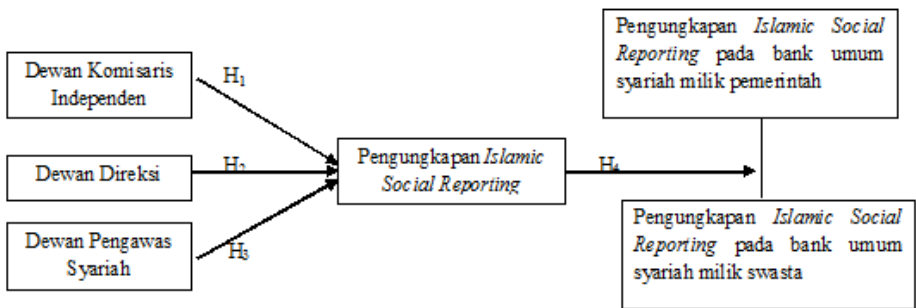 Dewan Komisaris
Independen
H1
Dewan Direksi
H2
Dewan Pengawas
Syariah
H3
Pengungkapan Islamic
Social Reporting
H4
Pengungkapan Islamic Social
Reporting pada bank umum
syariah milik pemerintah
Pengungkapan Islamic Social
Reporting pada bank umum
syariah milik swasta